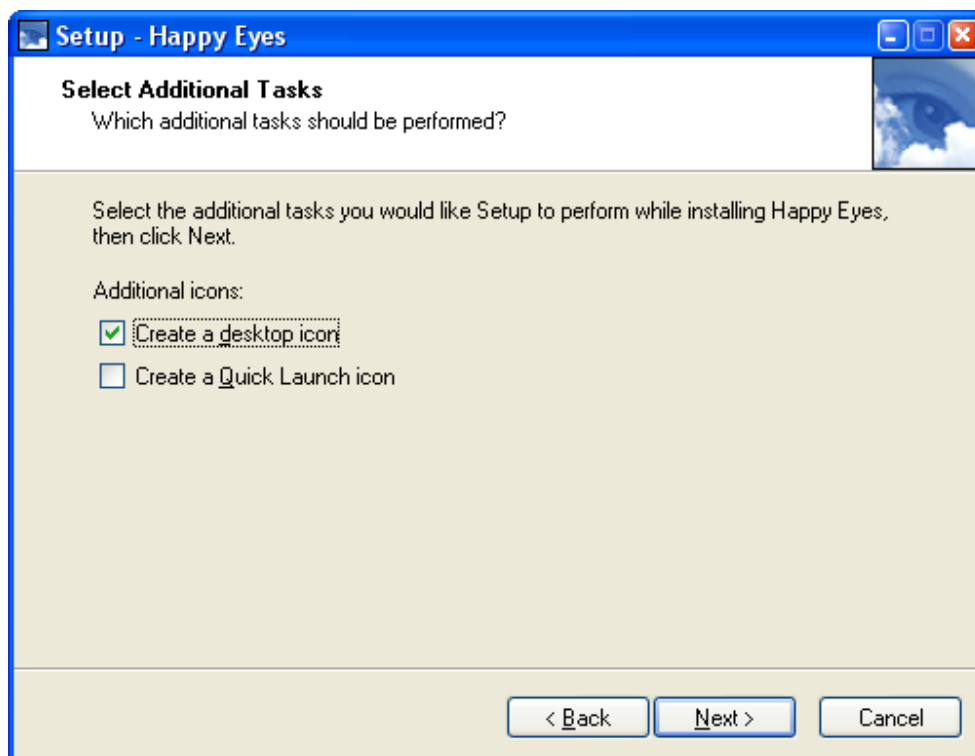 Setup - Happy Eyes
Select Additional Tasks
Which additional tasks should be performed?
Select the additional tasks you would like Setup to perform while installing Happy Eyes,
then click Next.
Additional icons:
Create a desktop icon
Create a Quick Launch icon
< Back
Next >
Cancel